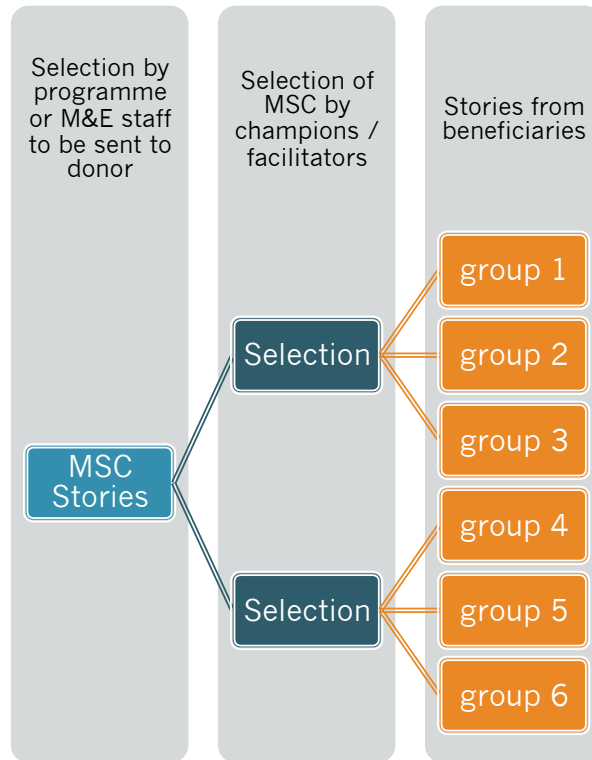 Selection by
programme
or M&E staff
to be sent to
donor
Selection of
MSC by
champions /
facilitators
Stories from
beneficiaries
MSC
Stories
Selection
Selection
group 1
group 2
group 3
group 4
group 5
group 6